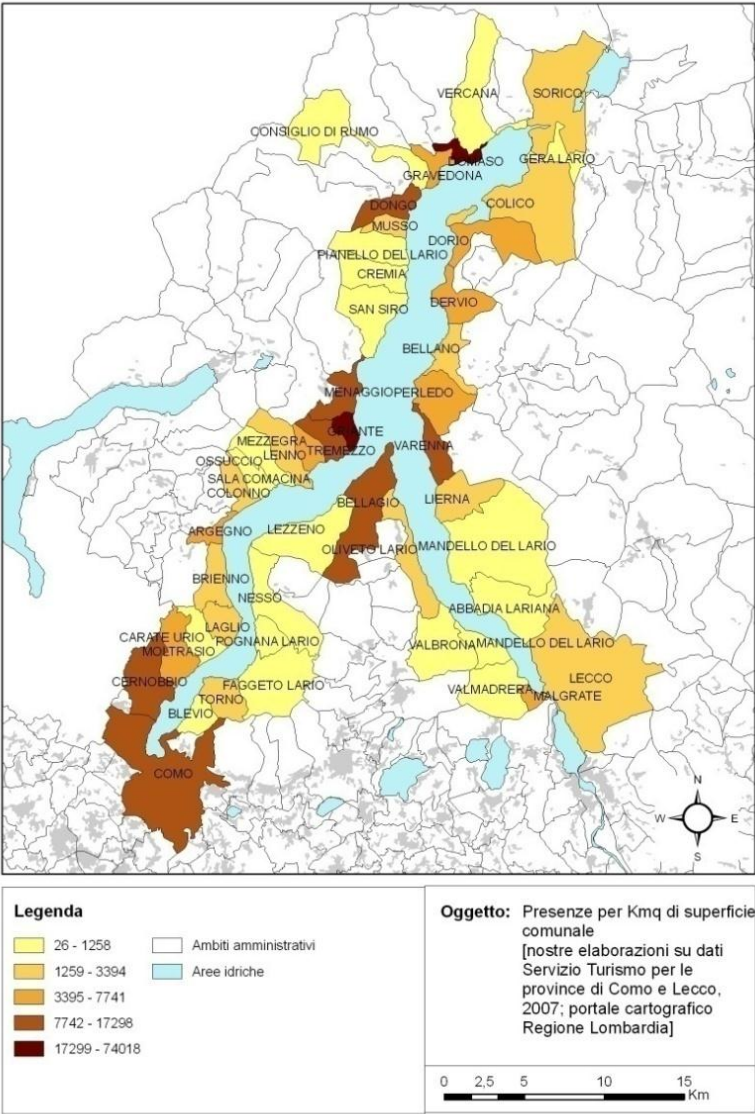 VERCANA
SORICO
CONSIGLIO DI RUMO
DOMASO
GERA LARIO
GRAVEDONA
DONGO
COLICO
MUSSO
DORIO
PIANELLO DEL LARIO
CREMIA
DERVIO
SAN SIRO
BELLANO
MENAGGIO
PERLEDO
GRIANTE
MEZZEGRA
VARENNA
LENNO
TREMEZZO
OSSUCCIO
SALA COMACINA
COLONNO
BELLAGIO
LIERNA
ARGEGNO
LEZZENO
OLIVETO LARIO
MANDELLO DEL LARIO
BRIENNO
NESSO
ABBADIA LARIANA
LAGLIO
CARATE URIO
POGNANA LARIO
VALBRONA
MANDELLO DEL LARIO
MOLTRASIO
CERNOBBIO
FAGGETO LARIO
LECCO
VALMADRERA
MALGRATE
TORNO
BLEVIO
COMO
N
W
E
S
Legenda
26 - 1258
1259 - 3394
3395 - 7741
7742 - 17298
17299 - 74018
Ambiti amministrativi
Aree idriche
Oggetto: Presenze per Kmq di superficie
comunale
[nostre elaborazioni su dati
Servizio Turismo per le
province di Como e Lecco,
2007; portale cartografico
Regione Lombardia]
0 2,5 5 10 15
Km